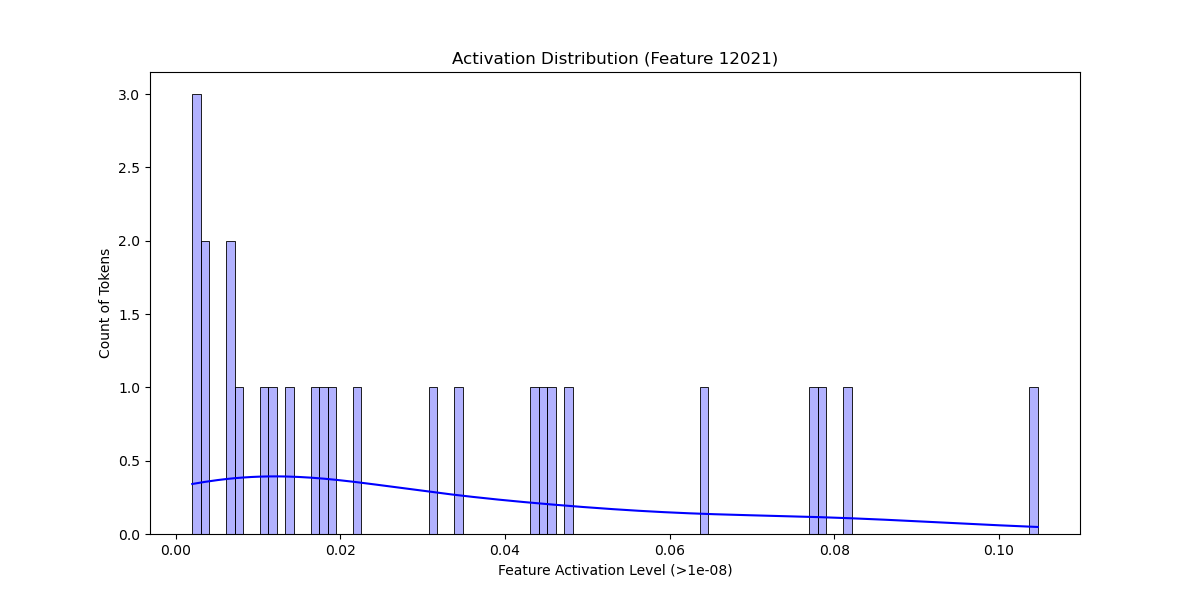 Activation Distribution (Feature 12021)
3.0
2.5
2.0
1.5
1.0
0.5
0.0
Count of Tokens
0.00 0.02 0.04 0.06 0.08 0.10
Feature Activation Level (>1e-08)